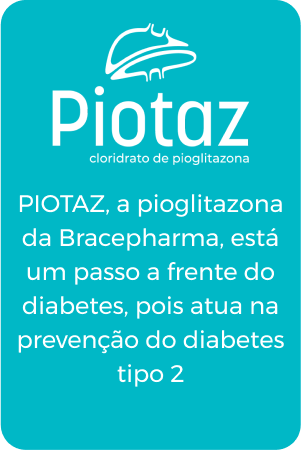 Piotaz
cloridrato de pioglitazona
PIOTAZ, a pioglitazona
da Bracepharma, está
um passo a frente do
diabetes, pois atua na
prevenção do diabetes
tipo 2